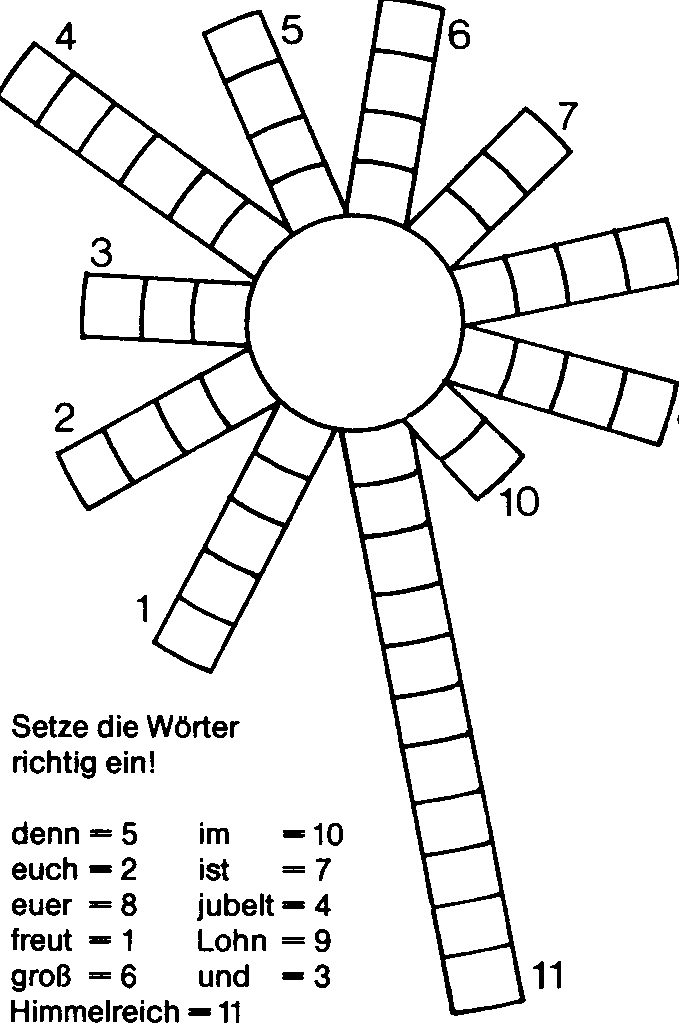 4
5
6
7
3
2
10
1
11
Setze die Wörter
richtig ein!
denn = 5 im = 10
euch = 2 ist = 7
euer = 8 jubelt = 4
freut = 1 Lohn = 9
groß = 6 und = 3
Himmelreich = 11